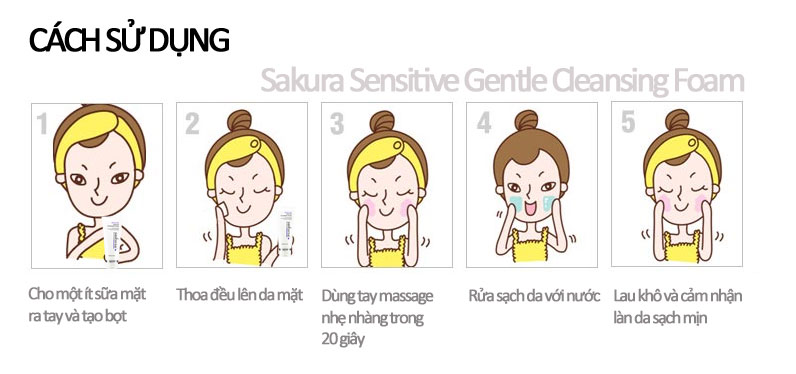 CÁCH SỬ DỤNG
Sakura Sensitive Gentle Cleansing Foam
1
2
3
4
5
Cho một ít sữa mặt
ra tay và tạo bọt
Thoa đều lên da mặt
Dùng tay massage
nhẹ nhàng trong
20 giây
Rửa sạch da với nước
Lau khô và cảm nhận
làn da sạch mịn